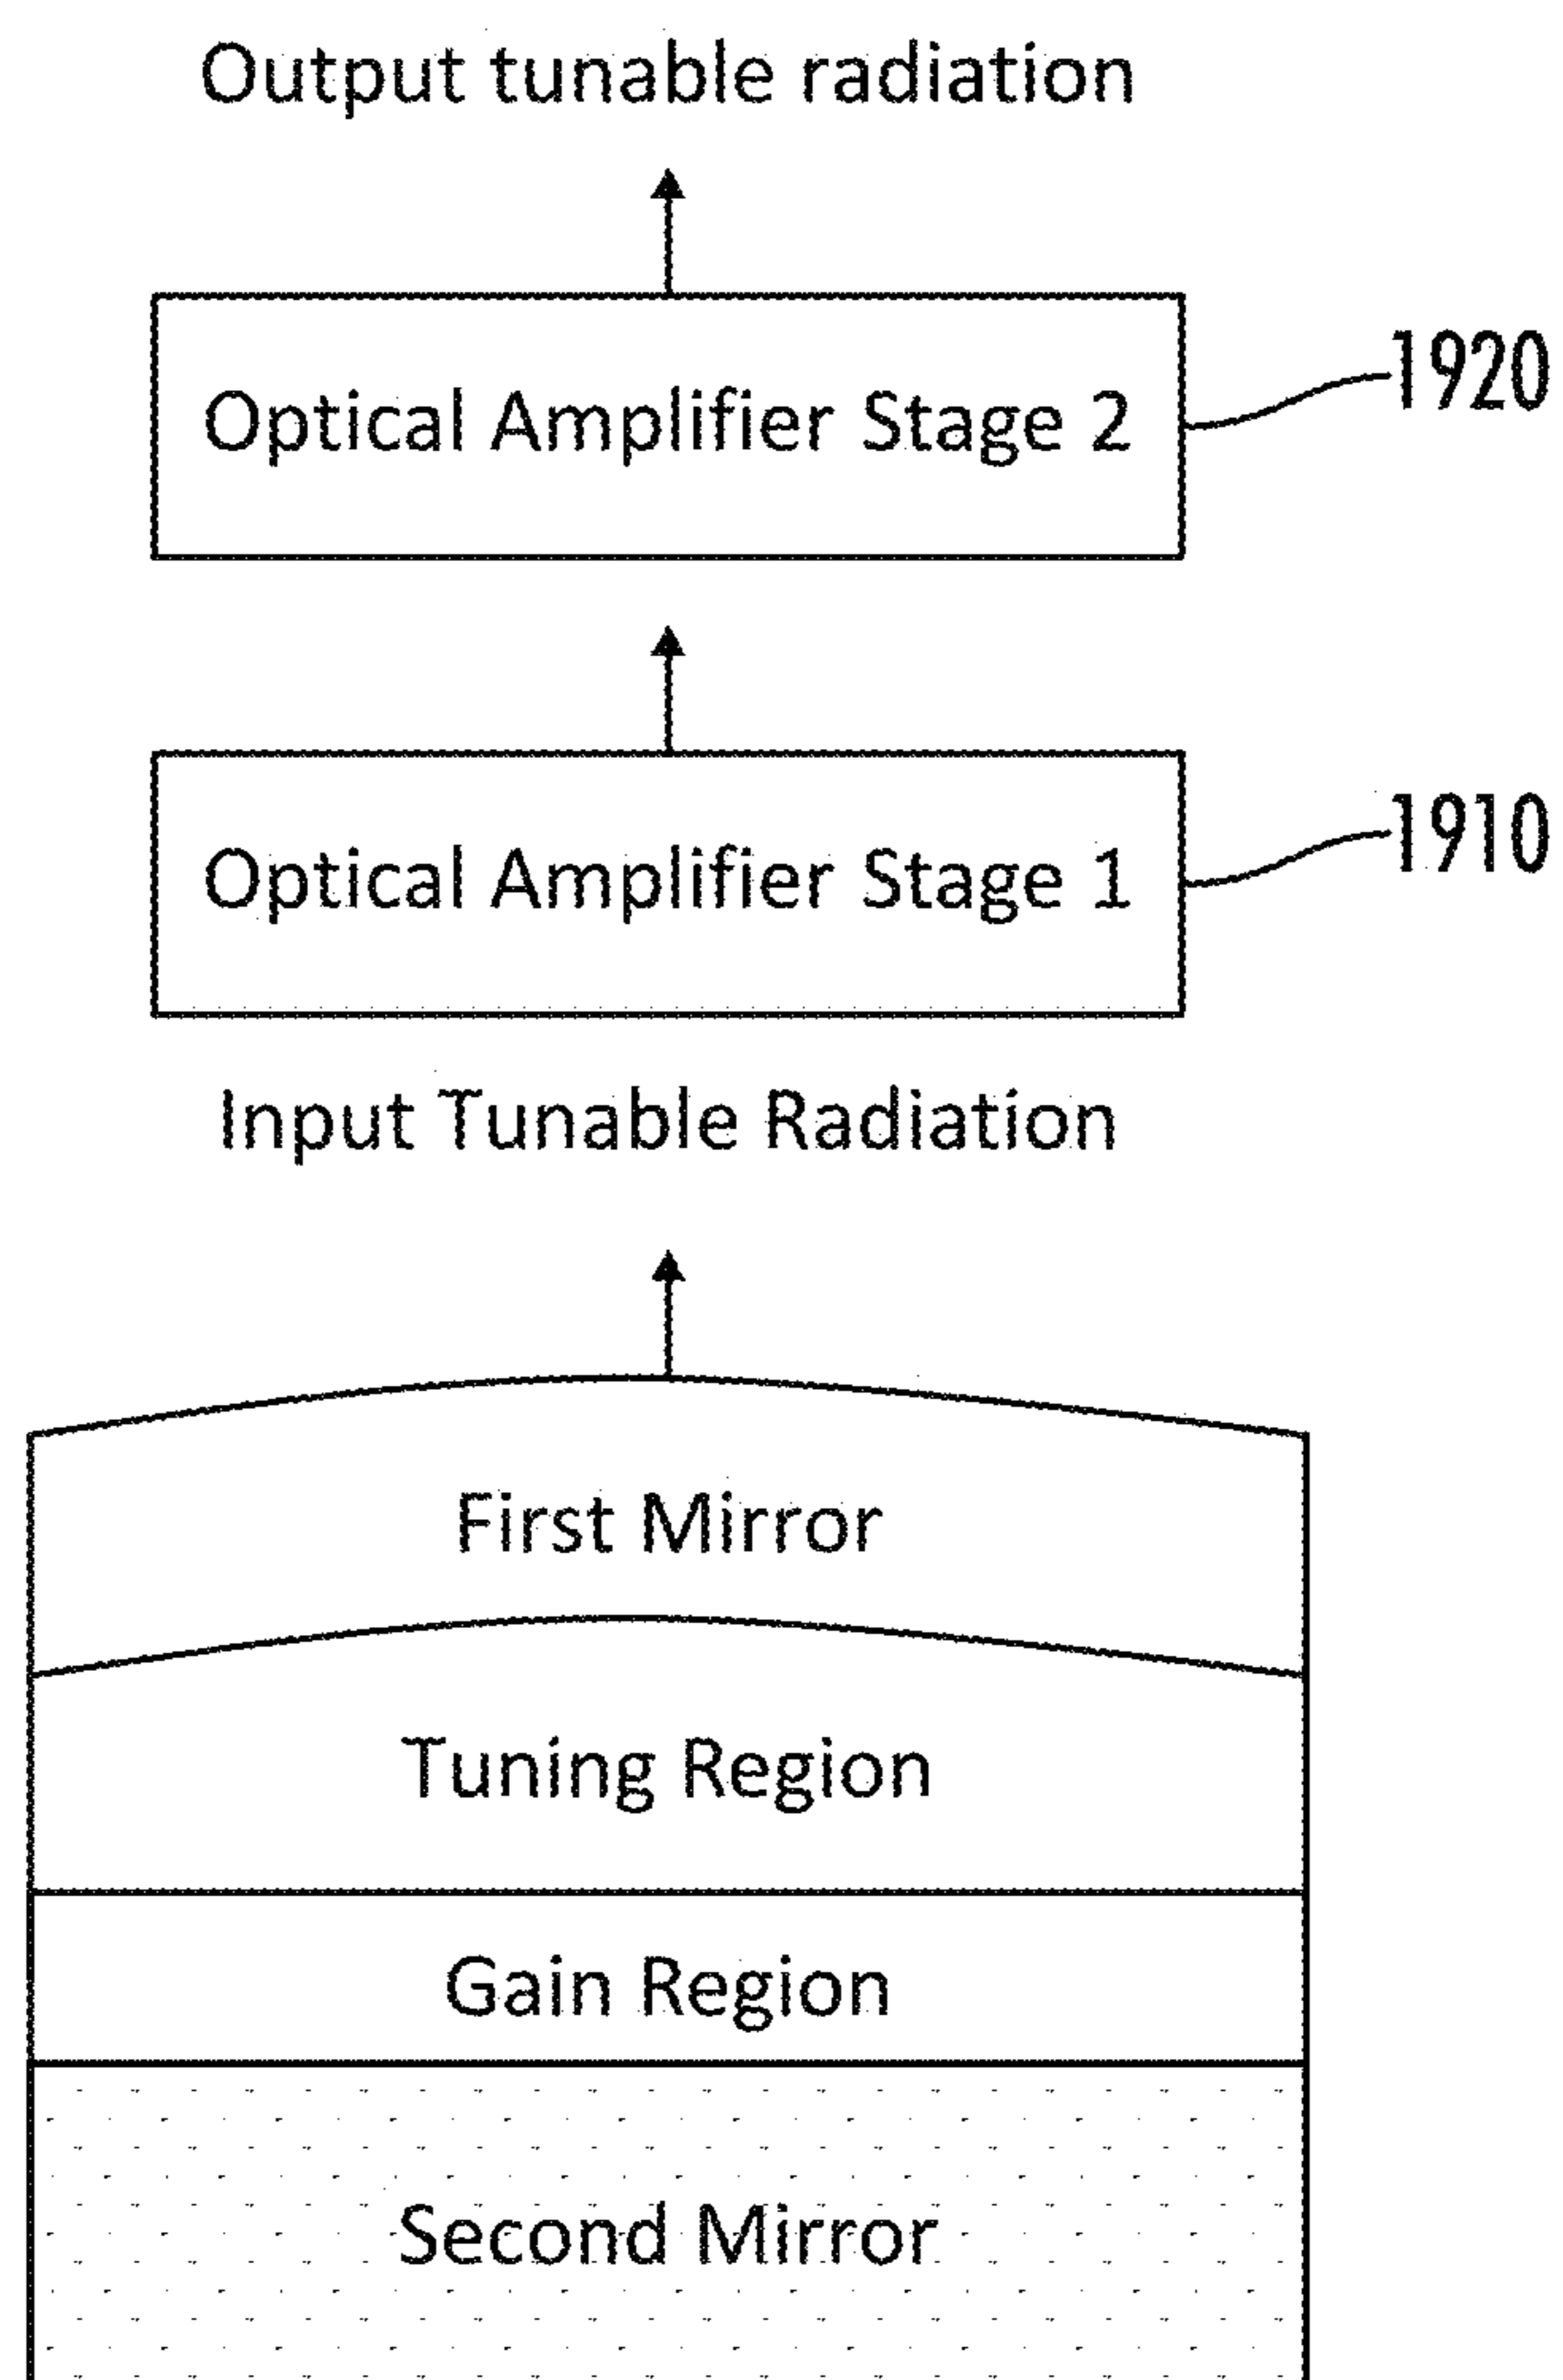 Output tunable radiation
Optical Amplifier Stage 2
1920
Optical Amplifier Stage 1
1910
Input Tunable Radiation
First Mirror
Tuning Region
Gain Region
Second Mirror